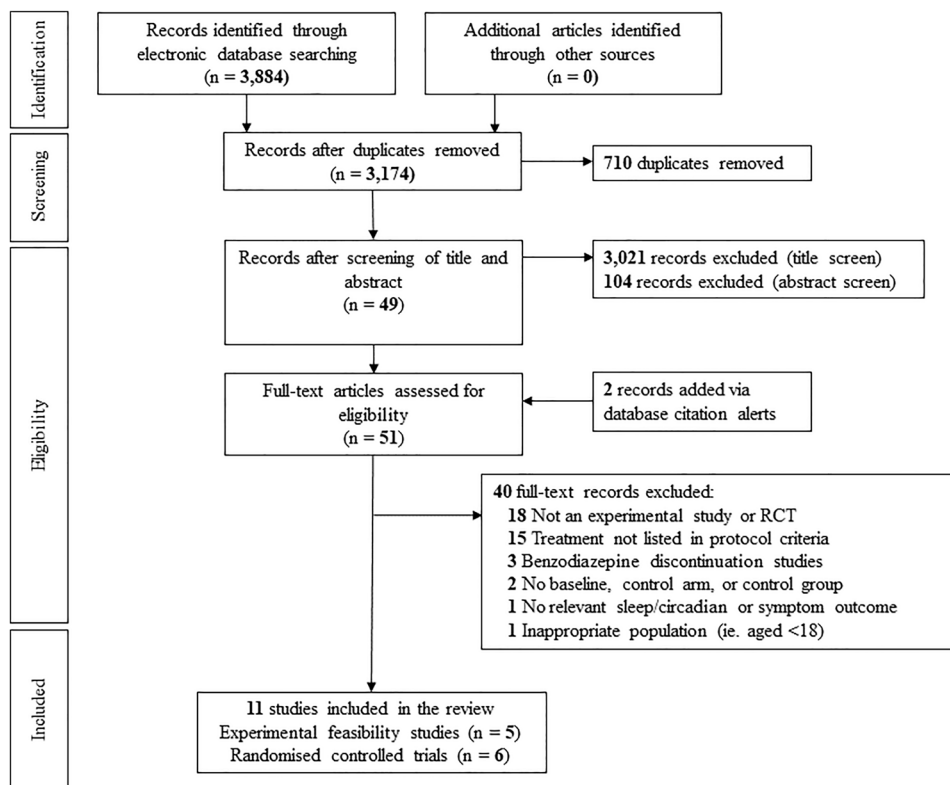 Identification
Records identified through
electronic database searching
(n = 3,884)
Additional articles identified
through other sources
(n = 0)
Screening
Records after duplicates removed
(n = 3,174)
710 duplicates removed
Eligibility
Records after screening of title and
abstract
(n = 49)
3,021 records excluded (title screen)
104 records excluded (abstract screen)
Full-text articles assessed for
eligibility
(n = 51)
2 records added via
database citation alerts
40 full-text records excluded:
18 Not an experimental study or RCT
15 Treatment not listed in protocol criteria
3 Benzodiazepine discontinuation studies
2 No baseline, control arm, or control group
1 No relevant sleep/circadian or symptom outcome
1 Inappropriate population (ie. aged <18)
Included
11 studies included in the review
Experimental feasibility studies (n = 5)
Randomised controlled trials (n = 6)